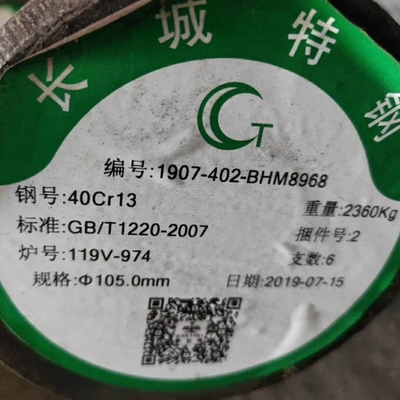 长城特钢
CT
编号:1907-402-BHM8968
钢号:40Cr13
重量:2360Kg
标准:GB/T1220-2007
捆件号:2
炉号:119V-974
支数:6
规格:Φ105.0mm
日期:2019-07-15